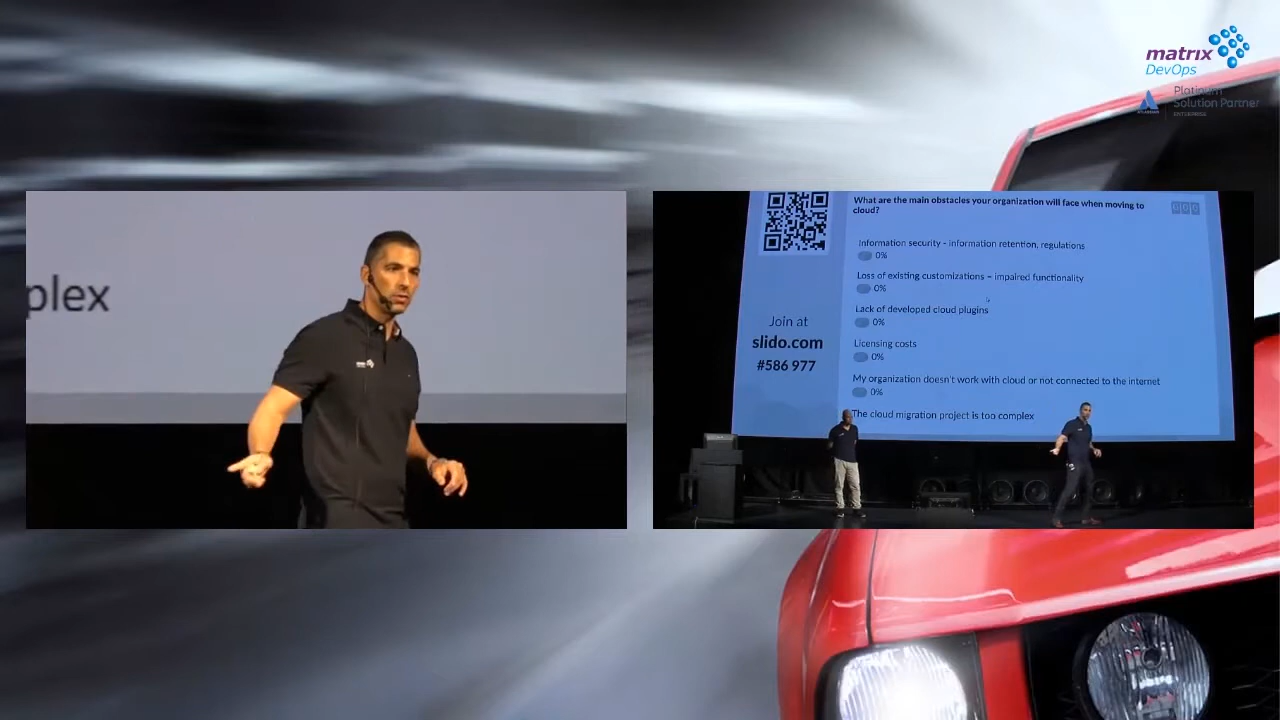 matrix
DevOps
Platinum
Solution Partner
ENTERPRISE
ATLASSIAN
plex
What are the main obstacles your organization will face when moving to
cloud?
Information security - information retention, regulations
0%
Loss of existing customizations – impaired functionality
0%
Lack of developed cloud plugins
0%
Licensing costs
0%
My organization doesn't work with cloud or not connected to the internet
0%
The cloud migration project is too complex
Join at
slido.com
#586 977